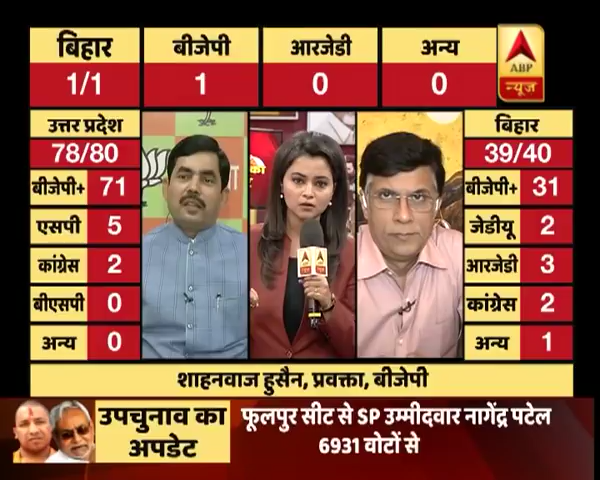 बिहार बीजेपी आरजेडी अन्य
1/1 1 0 0
ABP
न्यूज़
उत्तर प्रदेश
78/80
बीजेपी+ 71
एसपी 5
कांग्रेस 2
बीएसपी 0
अन्य 0
बिहार
39/40
बीजेपी+ 31
जेडीयू 2
आरजेडी 3
कांग्रेस 2
अन्य 1
शाहनवाज हुसैन, प्रवक्ता, बीजेपी
उपचुनाव का
अपडेट
फूलपुर सीट से SP उम्मीदवार नागेंद्र पटेल
6931 वोटों से